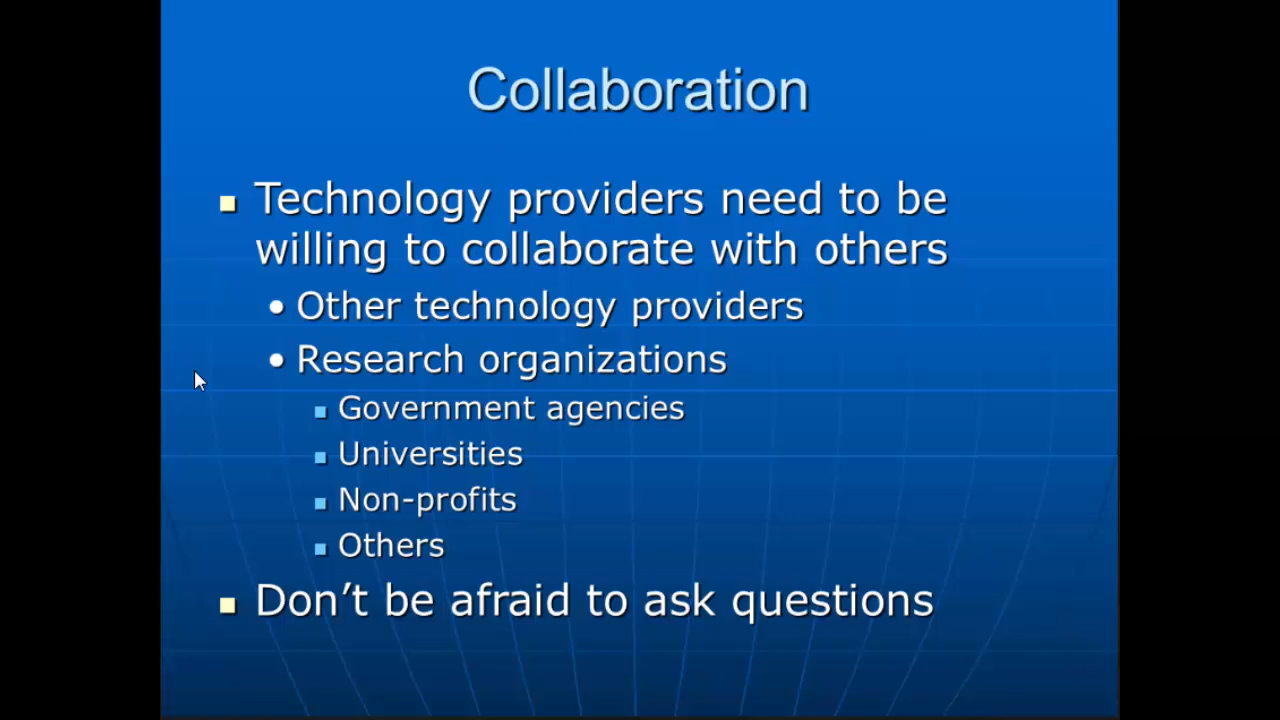 Collaboration
Technology providers need to be
willing to collaborate with others
Other technology providers
Research organizations
Government agencies
Universities
Non-profits
Others
Don’t be afraid to ask questions